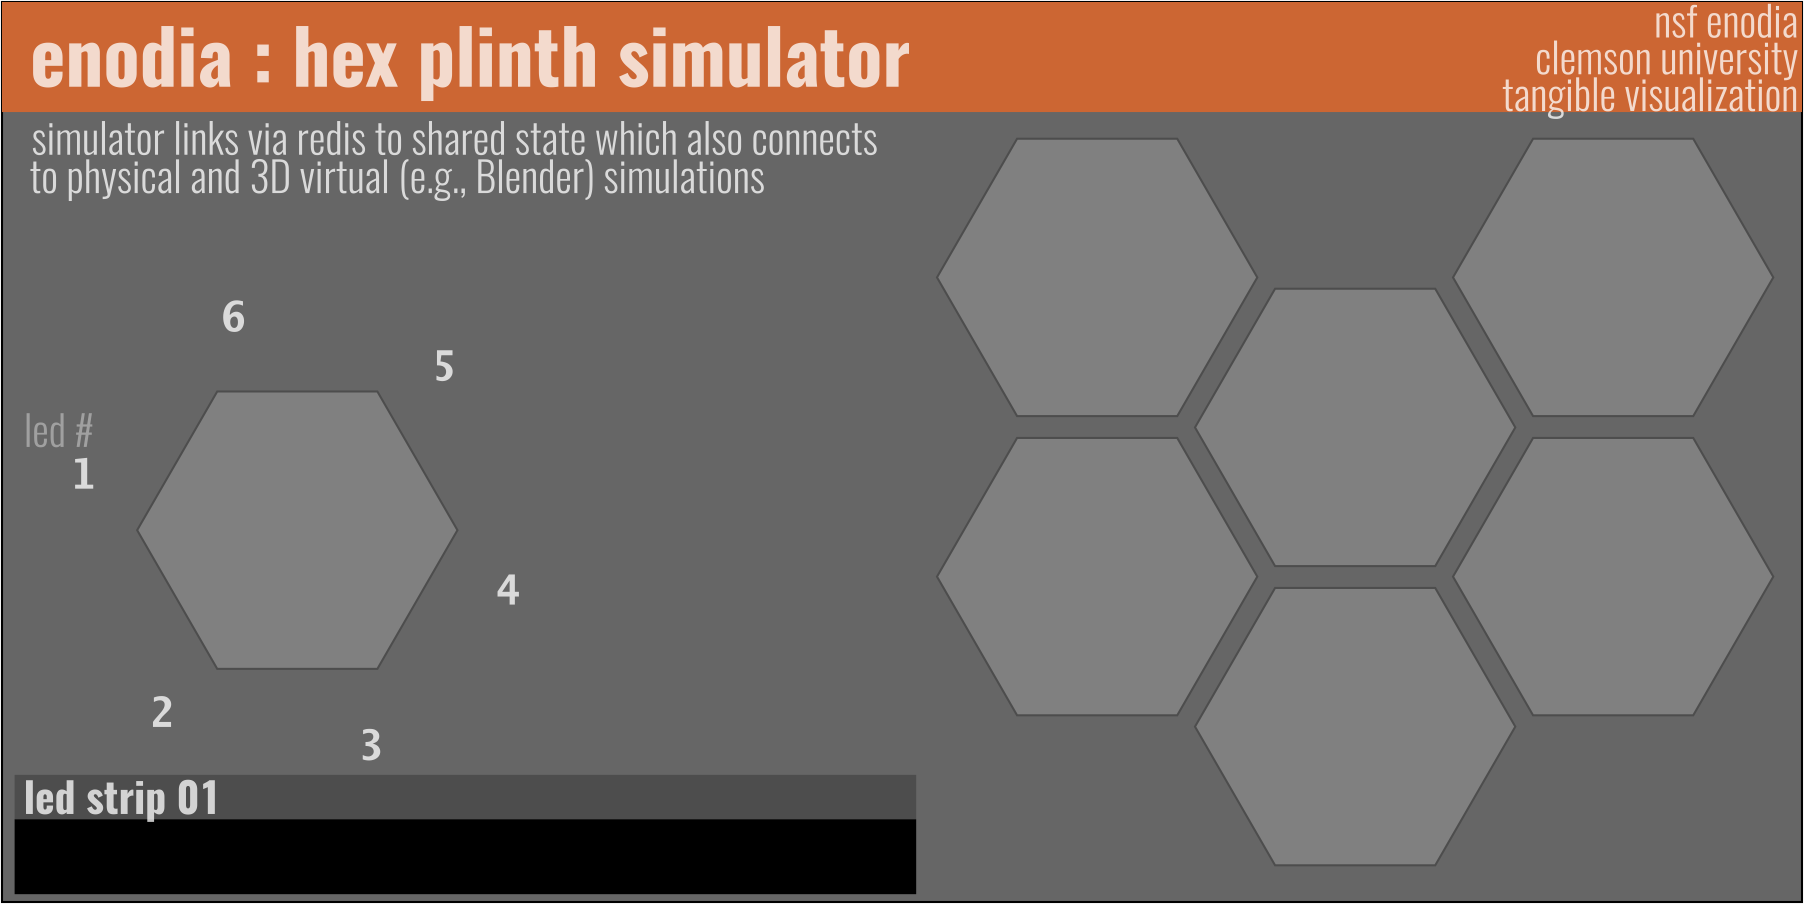 enodia : hex plinth simulator
nsf enodia
clemson university
tangible visualization
simulator links via redis to shared state which also connects
to physical and 3D virtual (e.g., Blender) simulations
6
5
led #
1
4
2
3
led strip 01